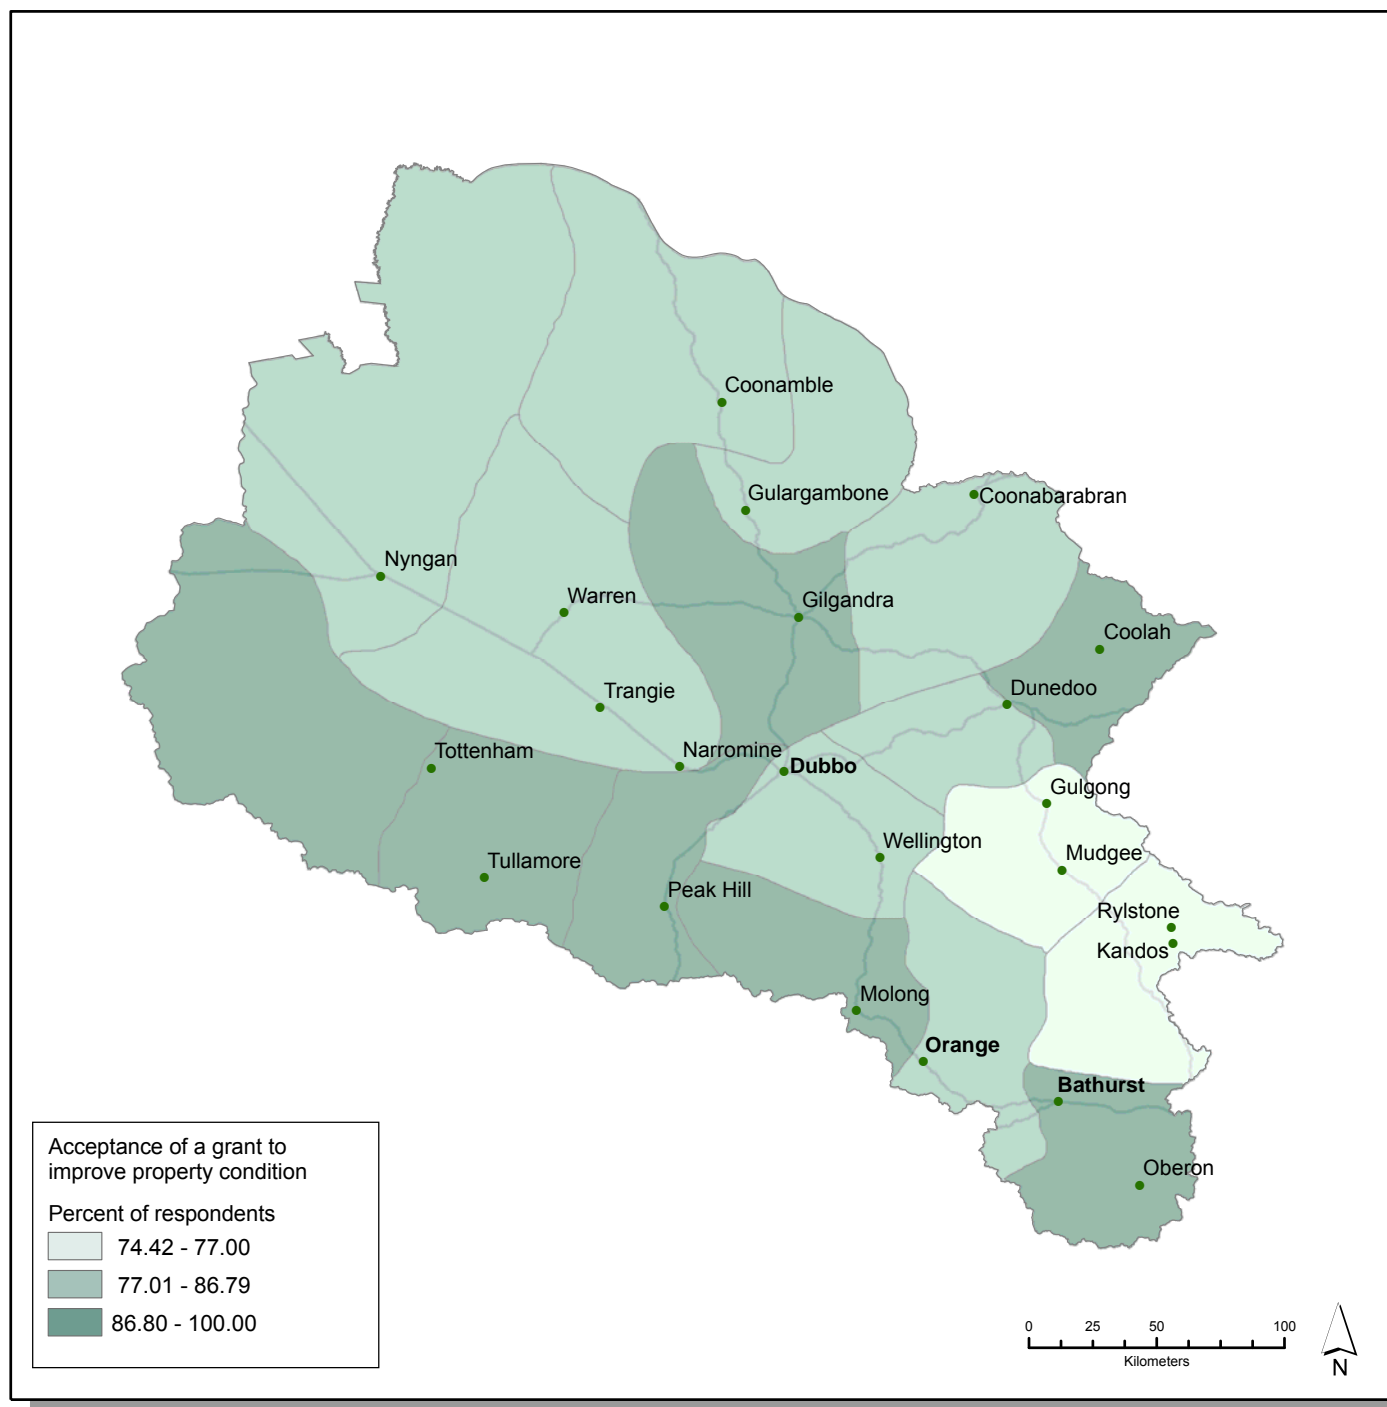 Coonamble
Gulargambone
Coonabarabran
Nyngan
Warren
Gilgandra
Coolah
Trangie
Dunedoo
Tottenham
Narromine
Dubbo
Gulgong
Wellington
Mudgee
Tullamore
Peak Hill
Rylstone
Kandos
Molong
Orange
Bathurst
Oberon
Acceptance of a grant to
improve property condition
Percent of respondents
74.42 - 77.00
77.01 - 86.79
86.80 - 100.00
0 25 50 100
Kilometers
N